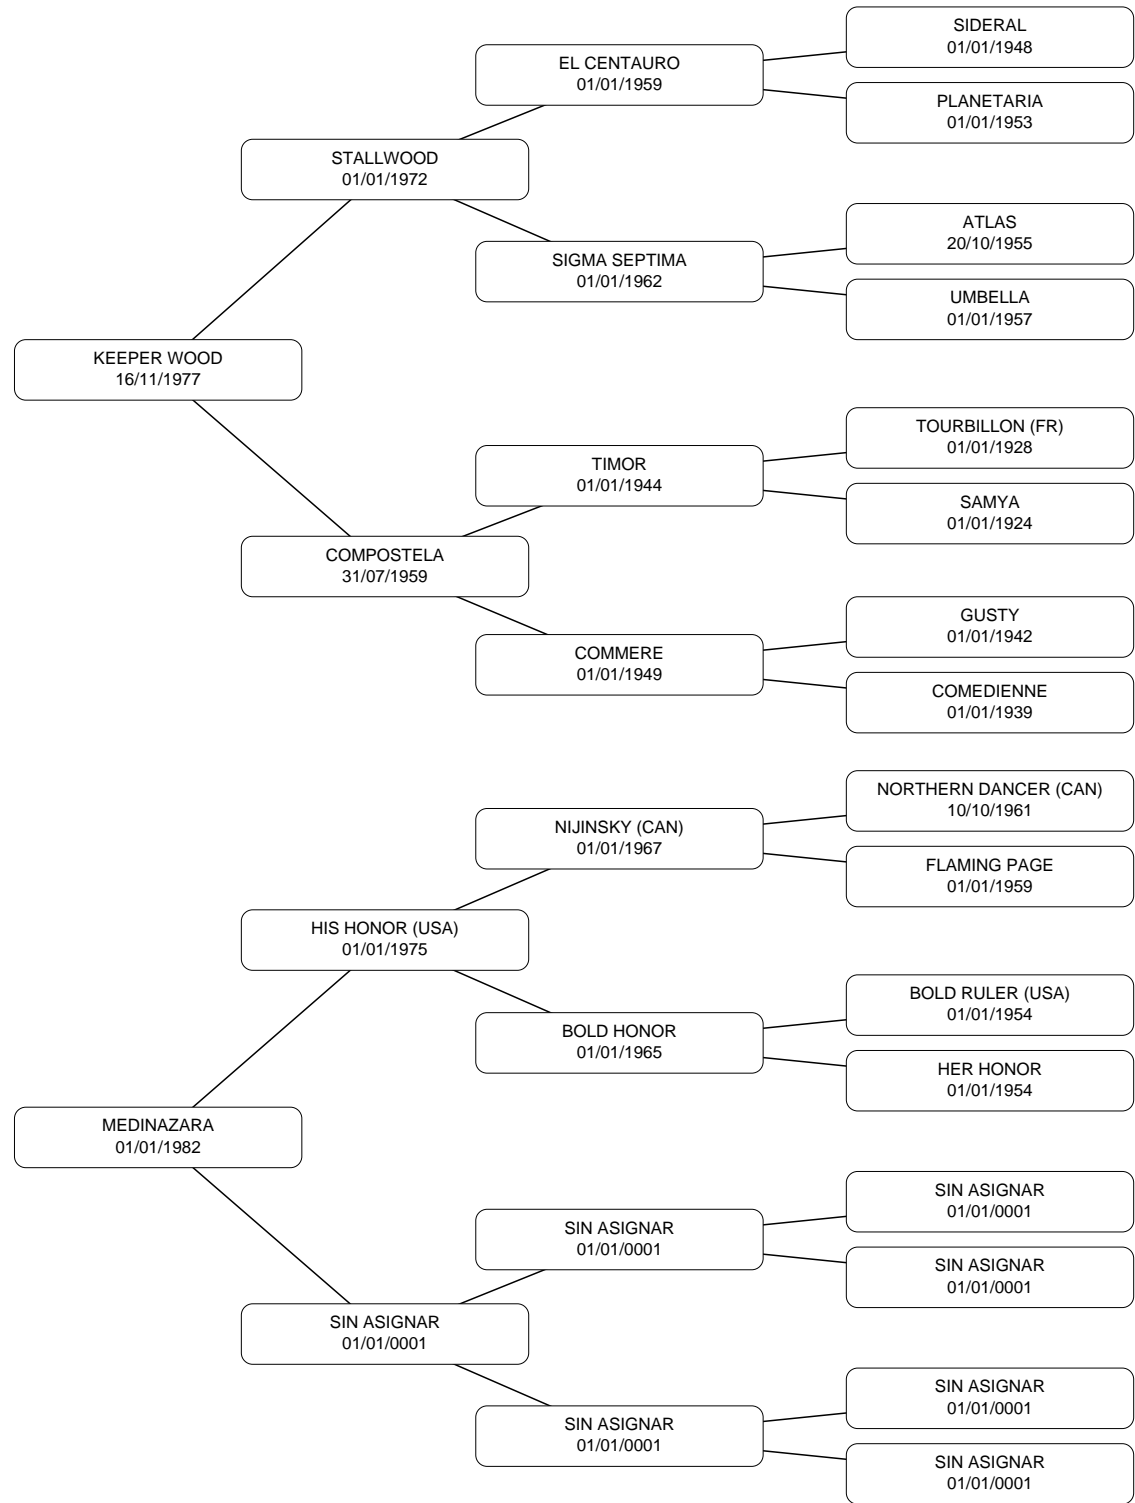 SIDERAL
01/01/1948
EL CENTAURO
01/01/1959
PLANETARIA
01/01/1953
STALLWOOD
01/01/1972
ATLAS
20/10/1955
SIGMA SEPTIMA
01/01/1962
UMBELLA
01/01/1957
KEEPER WOOD
16/11/1977
TOURBILLON (FR)
01/01/1928
TIMOR
01/01/1944
SAMYA
01/01/1924
COMPOSTELA
31/07/1959
GUSTY
01/01/1942
COMMERE
01/01/1949
COMEDIENNE
01/01/1939
NORTHERN DANCER (CAN)
10/10/1961
NIJINSKY (CAN)
01/01/1967
FLAMING PAGE
01/01/1959
HIS HONOR (USA)
01/01/1975
BOLD RULER (USA)
01/01/1954
BOLD HONOR
01/01/1965
HER HONOR
01/01/1954
MEDINAZARA
01/01/1982
SIN ASIGNAR
01/01/0001
SIN ASIGNAR
01/01/0001
SIN ASIGNAR
01/01/0001
SIN ASIGNAR
01/01/0001
SIN ASIGNAR
01/01/0001
SIN ASIGNAR
01/01/0001
SIN ASIGNAR
01/01/0001